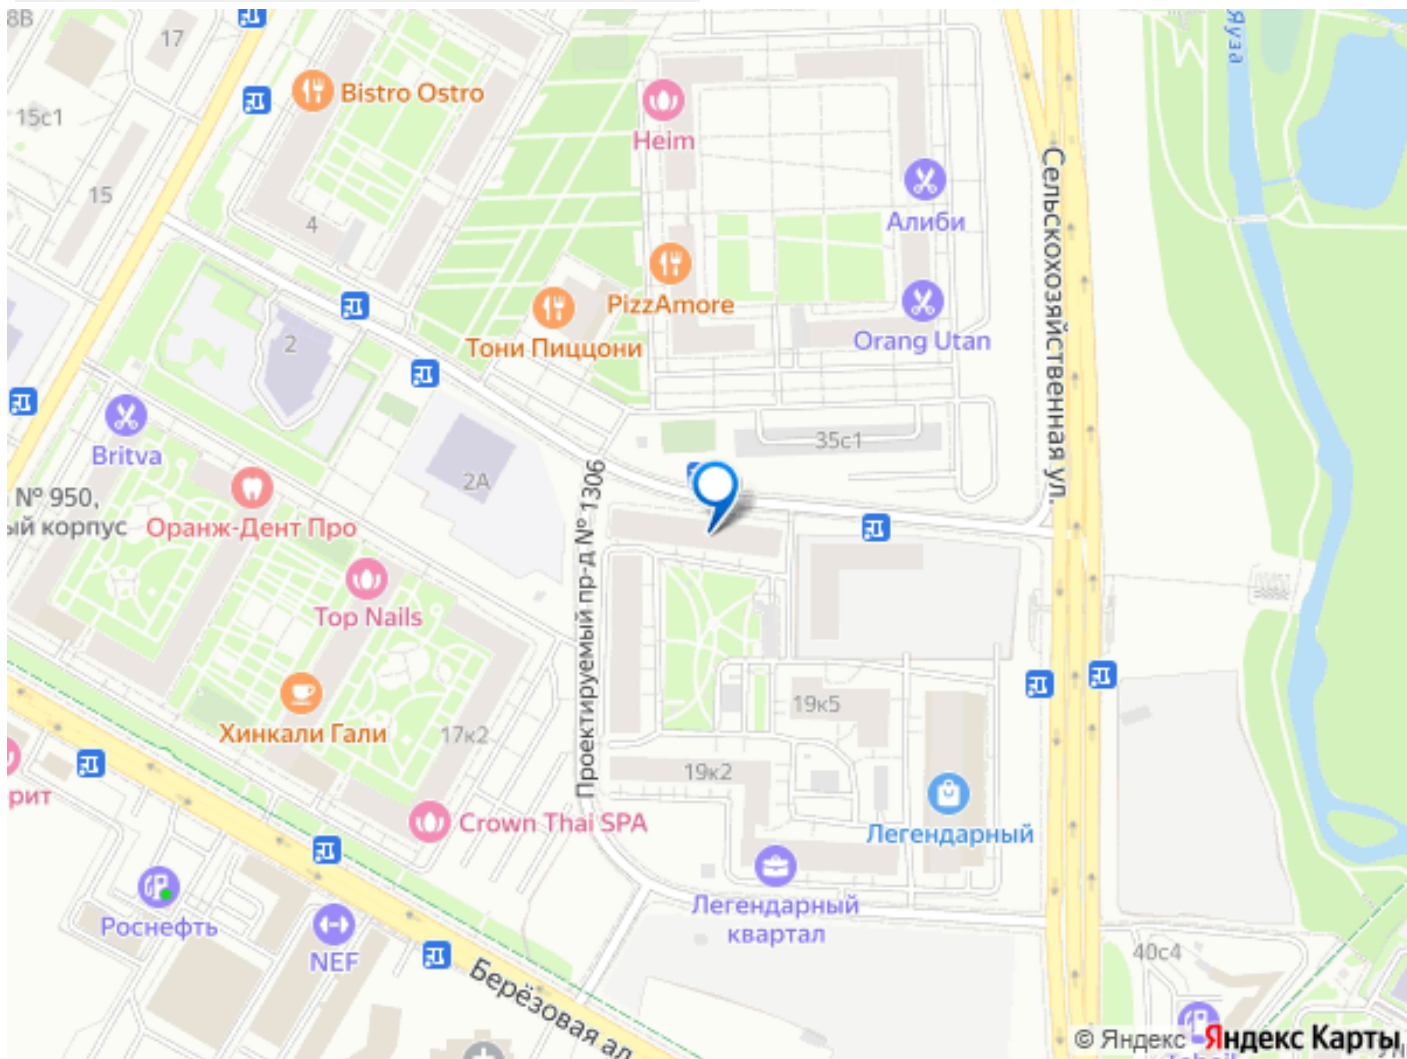 8В
17
Bistro Ostro
15с1
Heim
Яуза
15
4
Алиби
Сельскохозяйственная ул.
PizzAmore
Тони Пиццони
Orang Utan
2
Britva
35с1
2А
№ 950,
ый корпус
Оранж-Дент Про
Проектируемый пр-д № 1306
Top Nails
Хинкали Гали
17к2
19к5
19к2
рит
Crown Thai SPA
Легендарный
Роснефть
Легендарный
квартал
NEF
Берёзовая ал.
40с4
© Яндекс Яндекс Карты